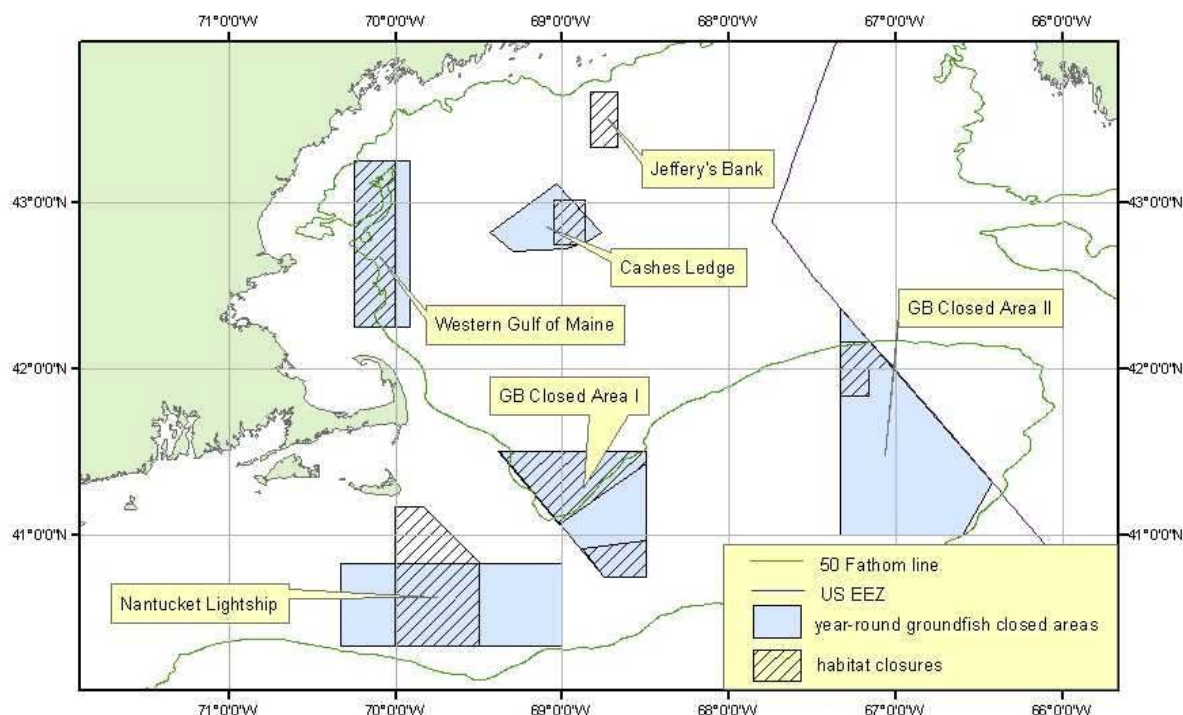 71°0'0"W 70°0'0"W 69°0'0"W 68°0'0"W 67°0'0"W 66°0'0"W
Jeffery's Bank
43°0'0"N 43°0'0"N
Cashes Ledge
Western Gulf of Maine
GB Closed Area II
42°0'0"N 42°0'0"N
GB Closed Area I
41°0'0"N 41°0'0"N
Nantucket Lightship
50 Fathom line
US EEZ
year-round groundfish closed areas
habitat closures
71°0'0"W 70°0'0"W 69°0'0"W 68°0'0"W 67°0'0"W 66°0'0"W